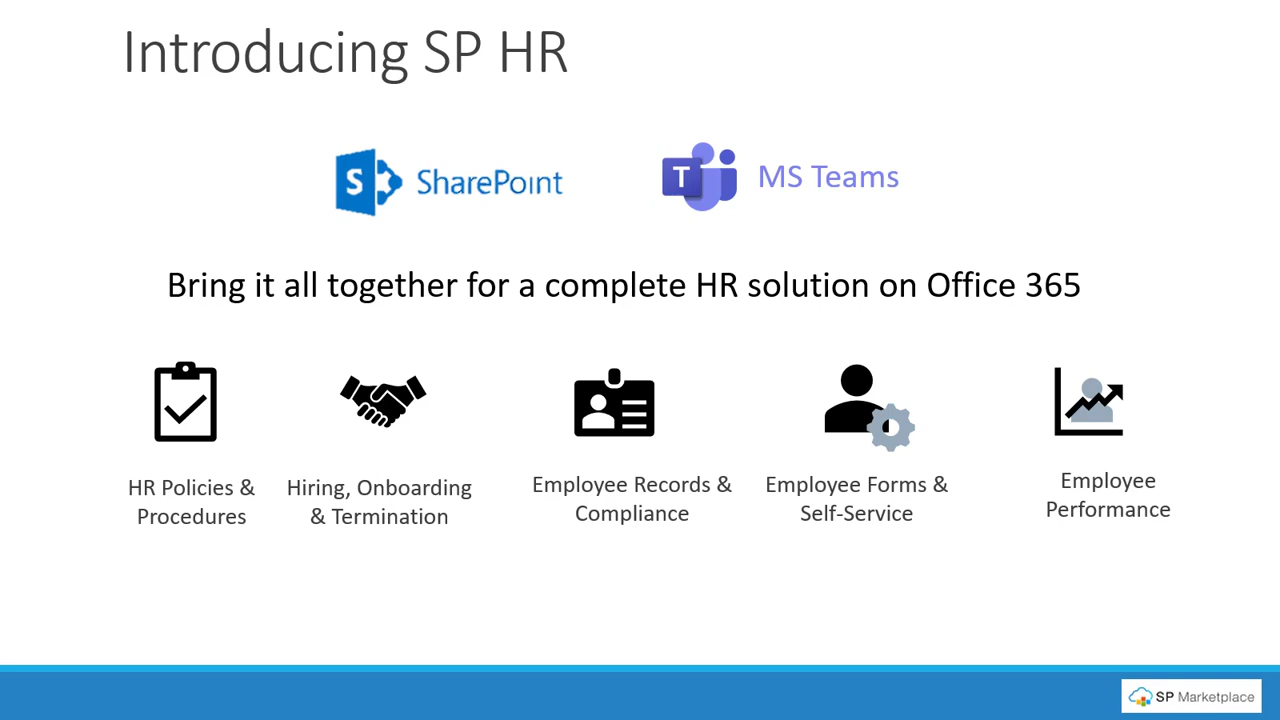 Introducing SP HR
S SharePoint
T MS Teams
Bring it all together for a complete HR solution on Office 365
HR Policies &
Procedures
Hiring, Onboarding
& Termination
Employee Records &
Compliance
Employee Forms &
Self-Service
Employee
Performance
SP Marketplace